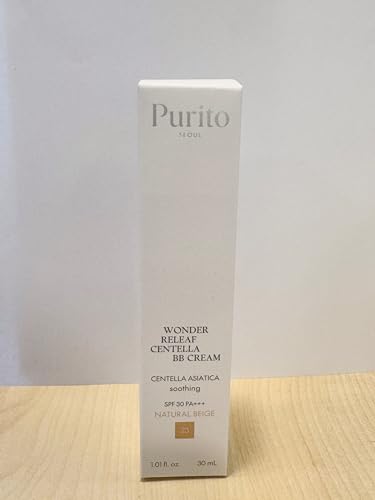 Purito
SEOUL
WONDER
RELEAF
CENTELLA
BB CREAM
CENTELLA ASIATICA
soothing
SPF 30 PA+++
NATURAL BEIGE
23
1.01 fl. oz 30 mL